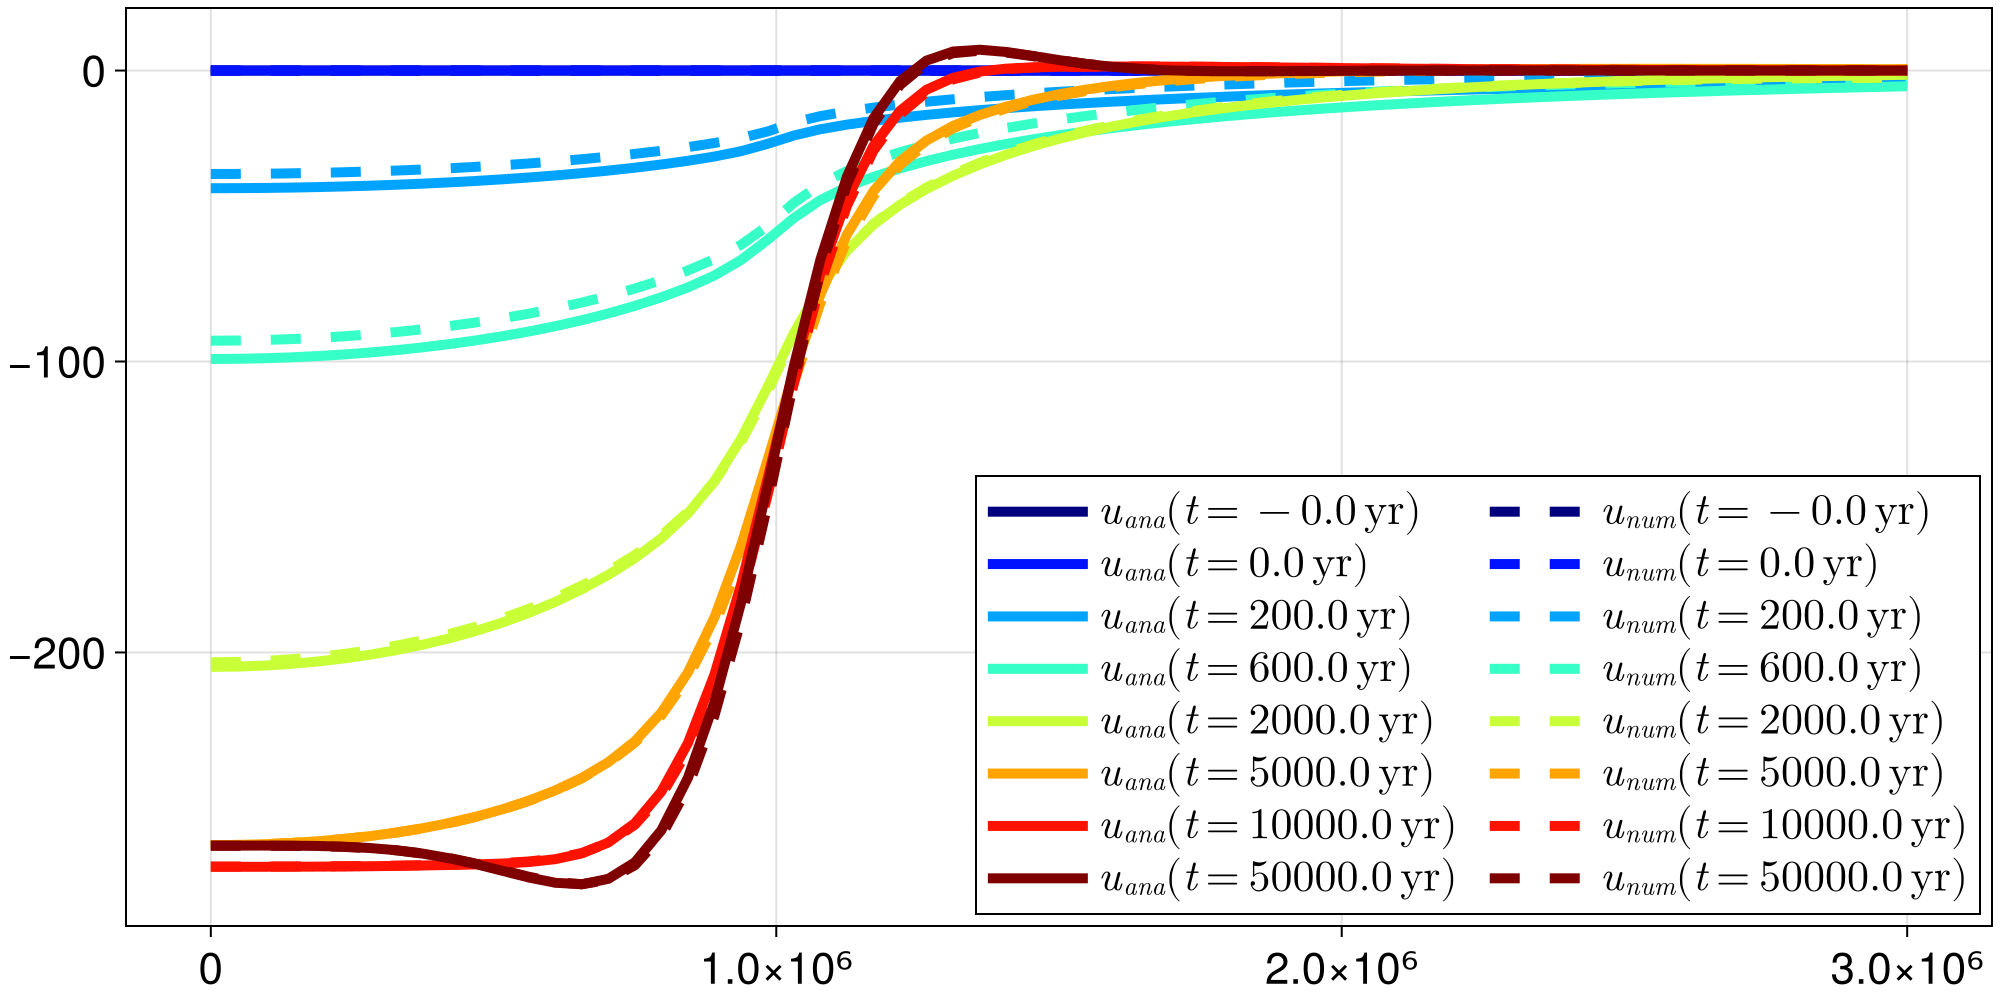 0
−100
−200
u_ana(t = −0.0 yr) u_num(t = −0.0 yr)
u_ana(t = 0.0 yr) u_num(t = 0.0 yr)
u_ana(t = 200.0 yr) u_num(t = 200.0 yr)
u_ana(t = 600.0 yr) u_num(t = 600.0 yr)
u_ana(t = 2000.0 yr) u_num(t = 2000.0 yr)
u_ana(t = 5000.0 yr) u_num(t = 5000.0 yr)
u_ana(t = 10000.0 yr) u_num(t = 10000.0 yr)
u_ana(t = 50000.0 yr) u_num(t = 50000.0 yr)
0 1.0×10⁶ 2.0×10⁶ 3.0×10⁶